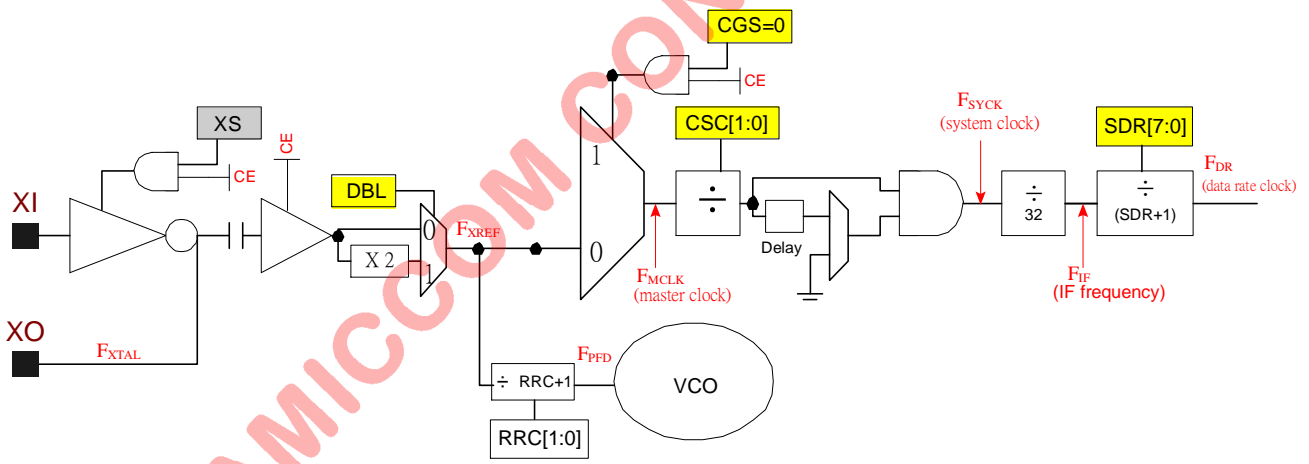 CGS=0
CE
XS
CE
CE
CSC[1:0]
FSYCK
(system clock)
SDR[7:0]
XI
DBL
1
÷
÷
32
÷
(SDR+1)
FDR
(data rate clock)
0
FXREF
X 2
1
0
Delay
FMCLK
(master clock)
FIF
(IF frequency)
XO
FXTAL
÷ RRC+1
FPFD
VCO
RRC[1:0]
AMICCOM CON